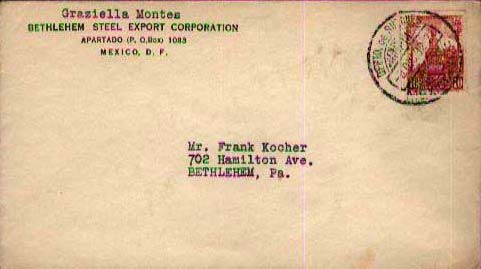 Graziella Montes
BETHLEHEM STEEL EXPORT CORPORATION
APARTADO (P. O. Box) 1083
MEXICO, D. F.
Mr. Frank Kocher
702 Hamilton Ave.
BETHLEHEM, Pa.